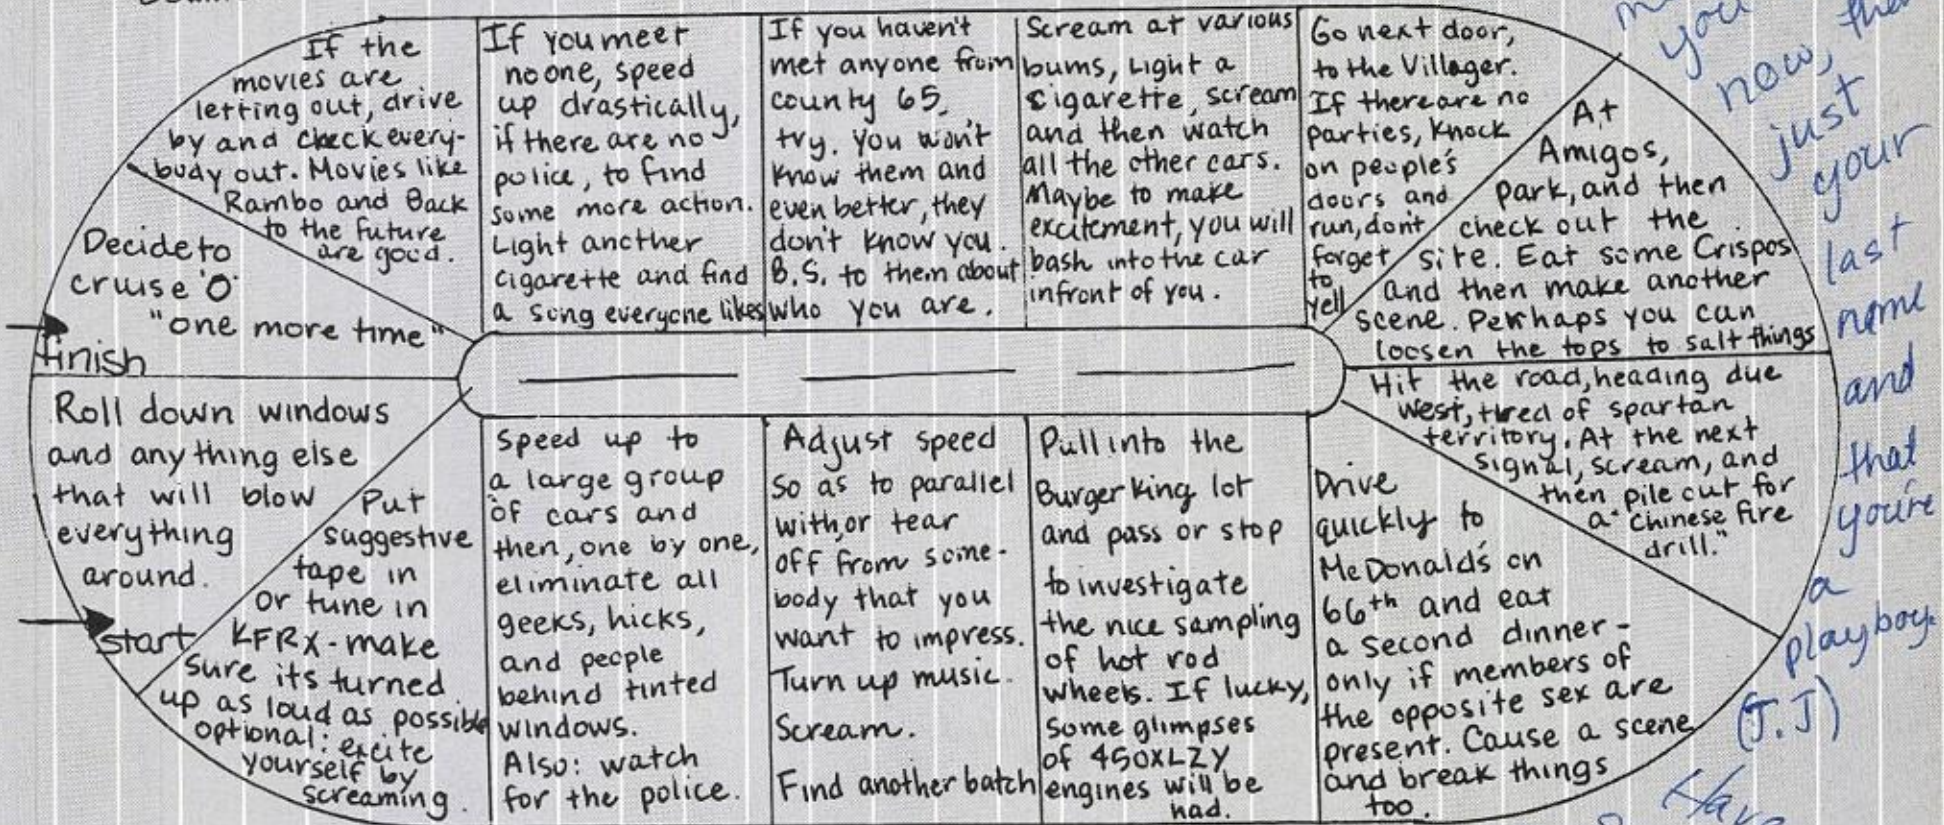 If the
movies are
letting out, drive
by and check every-
body out. Movies like
Rambo and Back
to the future
are good.
If you meet
no one, speed
up drastically,
if there are no
police, to find
some more action.
Light another
cigarette and find
a song everyone likes
If you haven't
met anyone from
county 65,
try. You won't
know them and
even better, they
don't know you.
B.S. to them about
who you are.
Scream at various
bums, Light a
cigarette, scream
and then watch
all the other cars.
Maybe to make
excitement, you will
bash into the car
infront of you.
Go next door,
to the Villager.
If there are no
parties, knock
on people's
doors and
run, don't
forget
to
yell
At
Amigos,
park, and then
check out the
site. Eat some Crispos
and then make another
scene. Perhaps you can
loosen the tops to salt things
Decide to
cruise 'O'
"one more time"
finish
Roll down windows
and anything else
that will blow
everything
around.
start
Put
suggestive
tape in
or tune in
KFRX - make
sure its turned
up as loud as possible
optional: excite
yourself by
screaming.
Speed up to
a large group
of cars and
then, one by one,
eliminate all
geeks, hicks,
and people
behind tinted
windows.
Also: watch
for the police.
Adjust speed
so as to parallel
with, or tear
off from some-
body that you
want to impress.
Turn up music.
Scream.
Find another batch
Pull into the
Burger King lot
and pass or stop
to investigate
the nice sampling
of hot rod
wheels. If lucky,
some glimpses
of 450XLZY
engines will be
had.
Drive
quickly to
McDonald's on
66th and eat
a second dinner -
only if members of
the opposite sex are
present. Cause a scene
and break things
too.
Hit the road, heading due
west, tired of spartan
territory. At the next
signal, scream, and
then pile out for
a "Chinese fire
drill."
you
now,
just
your
last
name
and
that
you're
a
playboy.
(J.J)